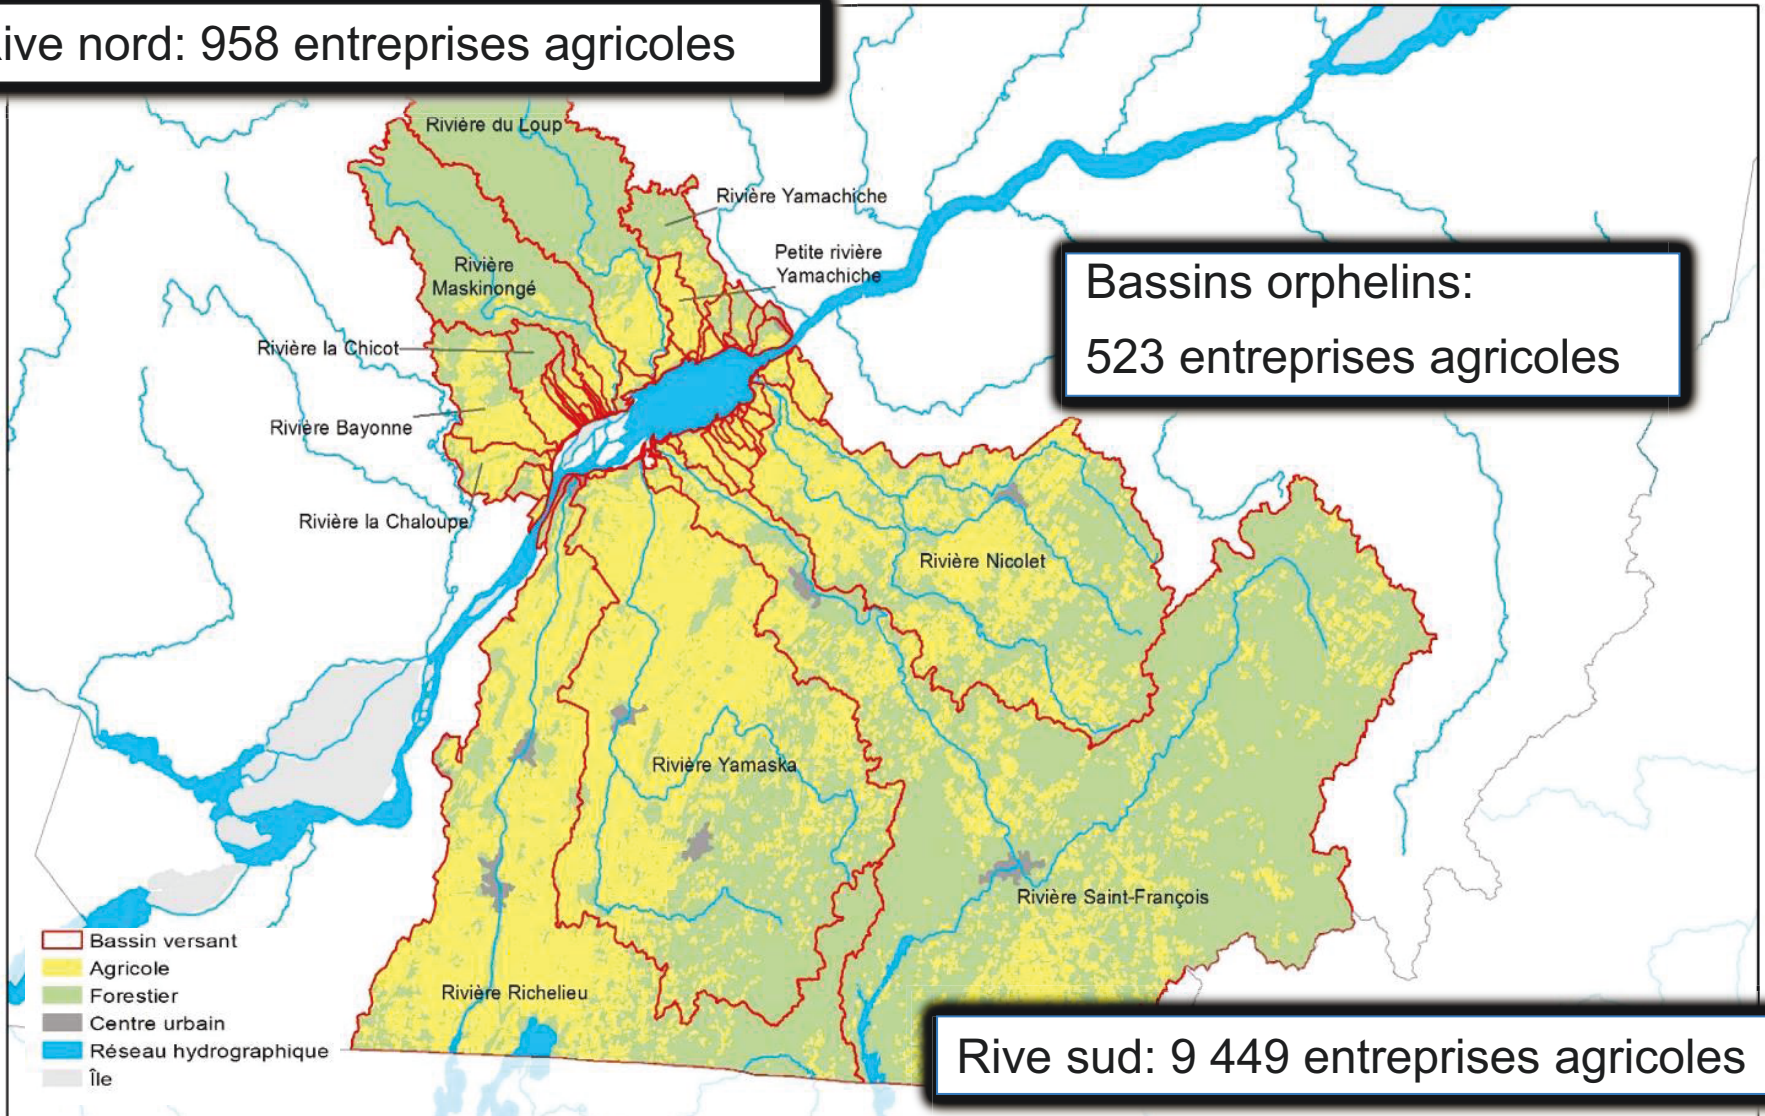 ive nord: 958 entreprises agricoles
Rivière du Loup
Rivière Yamachiche
Petite rivière
Yamachiche
Rivière
Maskinongé
Bassins orphelins:
523 entreprises agricoles
Rivière la Chicot
Rivière Bayonne
Rivière la Chaloupe
Rivière Nicolet
Rivière Yamaska
Rivière Saint-François
Rivière Richelieu
Bassin versant
Agricole
Forestier
Centre urbain
Réseau hydrographique
Île
Rive sud: 9 449 entreprises agricoles